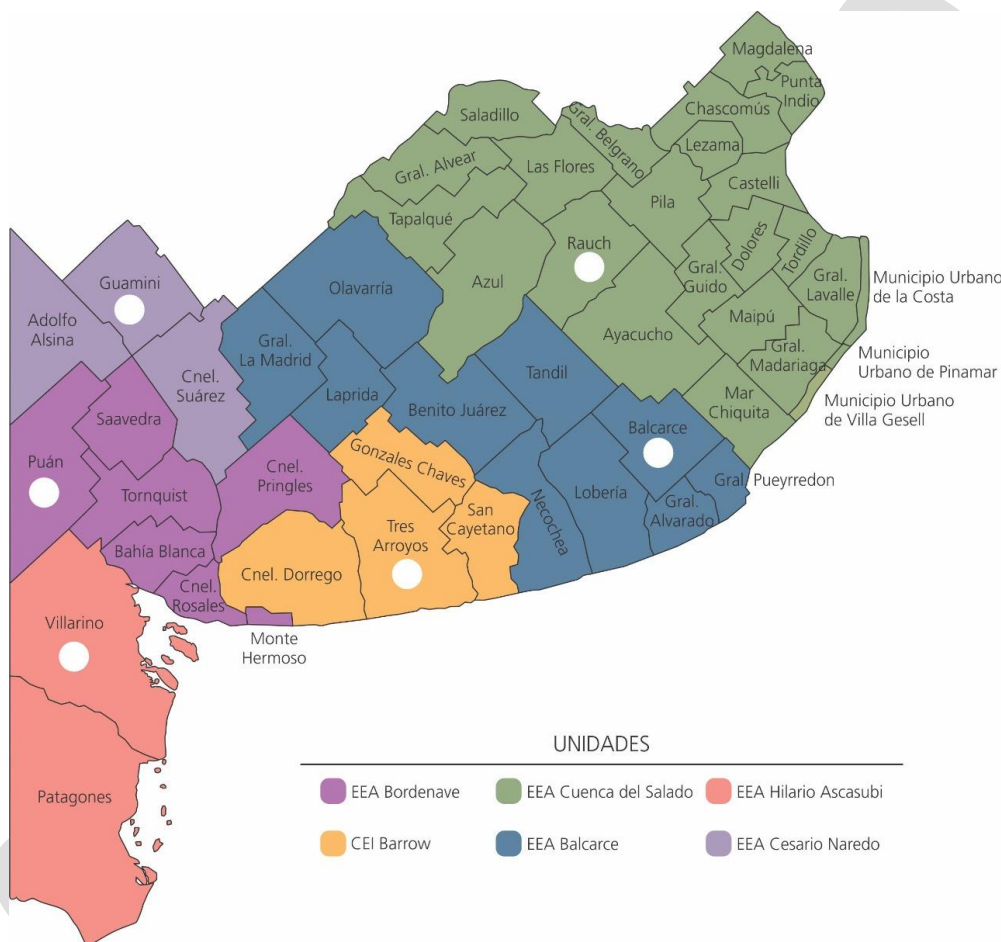 Magdalena
Punta
Indio
Chascomús
Saladillo
Gral. Belgrano
Lezama
Gral. Alvear
Las Flores
Castelli
Pila
Tapalqué
Dolores
Tordillo
Rauch
Azul
Gral.
Guido
Gral.
Lavalle
Municipio Urbano
de la Costa
Guamini
Olavarría
Adolfo
Alsina
Maipú
Ayacucho
Gral.
La Madrid
Gral.
Madariaga
Municipio
Urbano de Pinamar
Cnel.
Suárez
Tandil
Laprida
Mar
Chiquita
Municipio Urbano
de Villa Gesell
Benito Juárez
Saavedra
Balcarce
Gonzales Chaves
Puán
Cnel.
Pringles
Gral. Pueyrredon
Tornquist
Lobería
Necochea
Gral.
Alvarado
San
Cayetano
Tres
Arroyos
Bahía Blanca
Cnel. Dorrego
Cnel.
Rosales
Villarino
Monte
Hermoso
Patagones
UNIDADES
EEA Bordenave
EEA Cuenca del Salado
EEA Hilario Ascasubi
CEI Barrow
EEA Balcarce
EEA Cesario Naredo